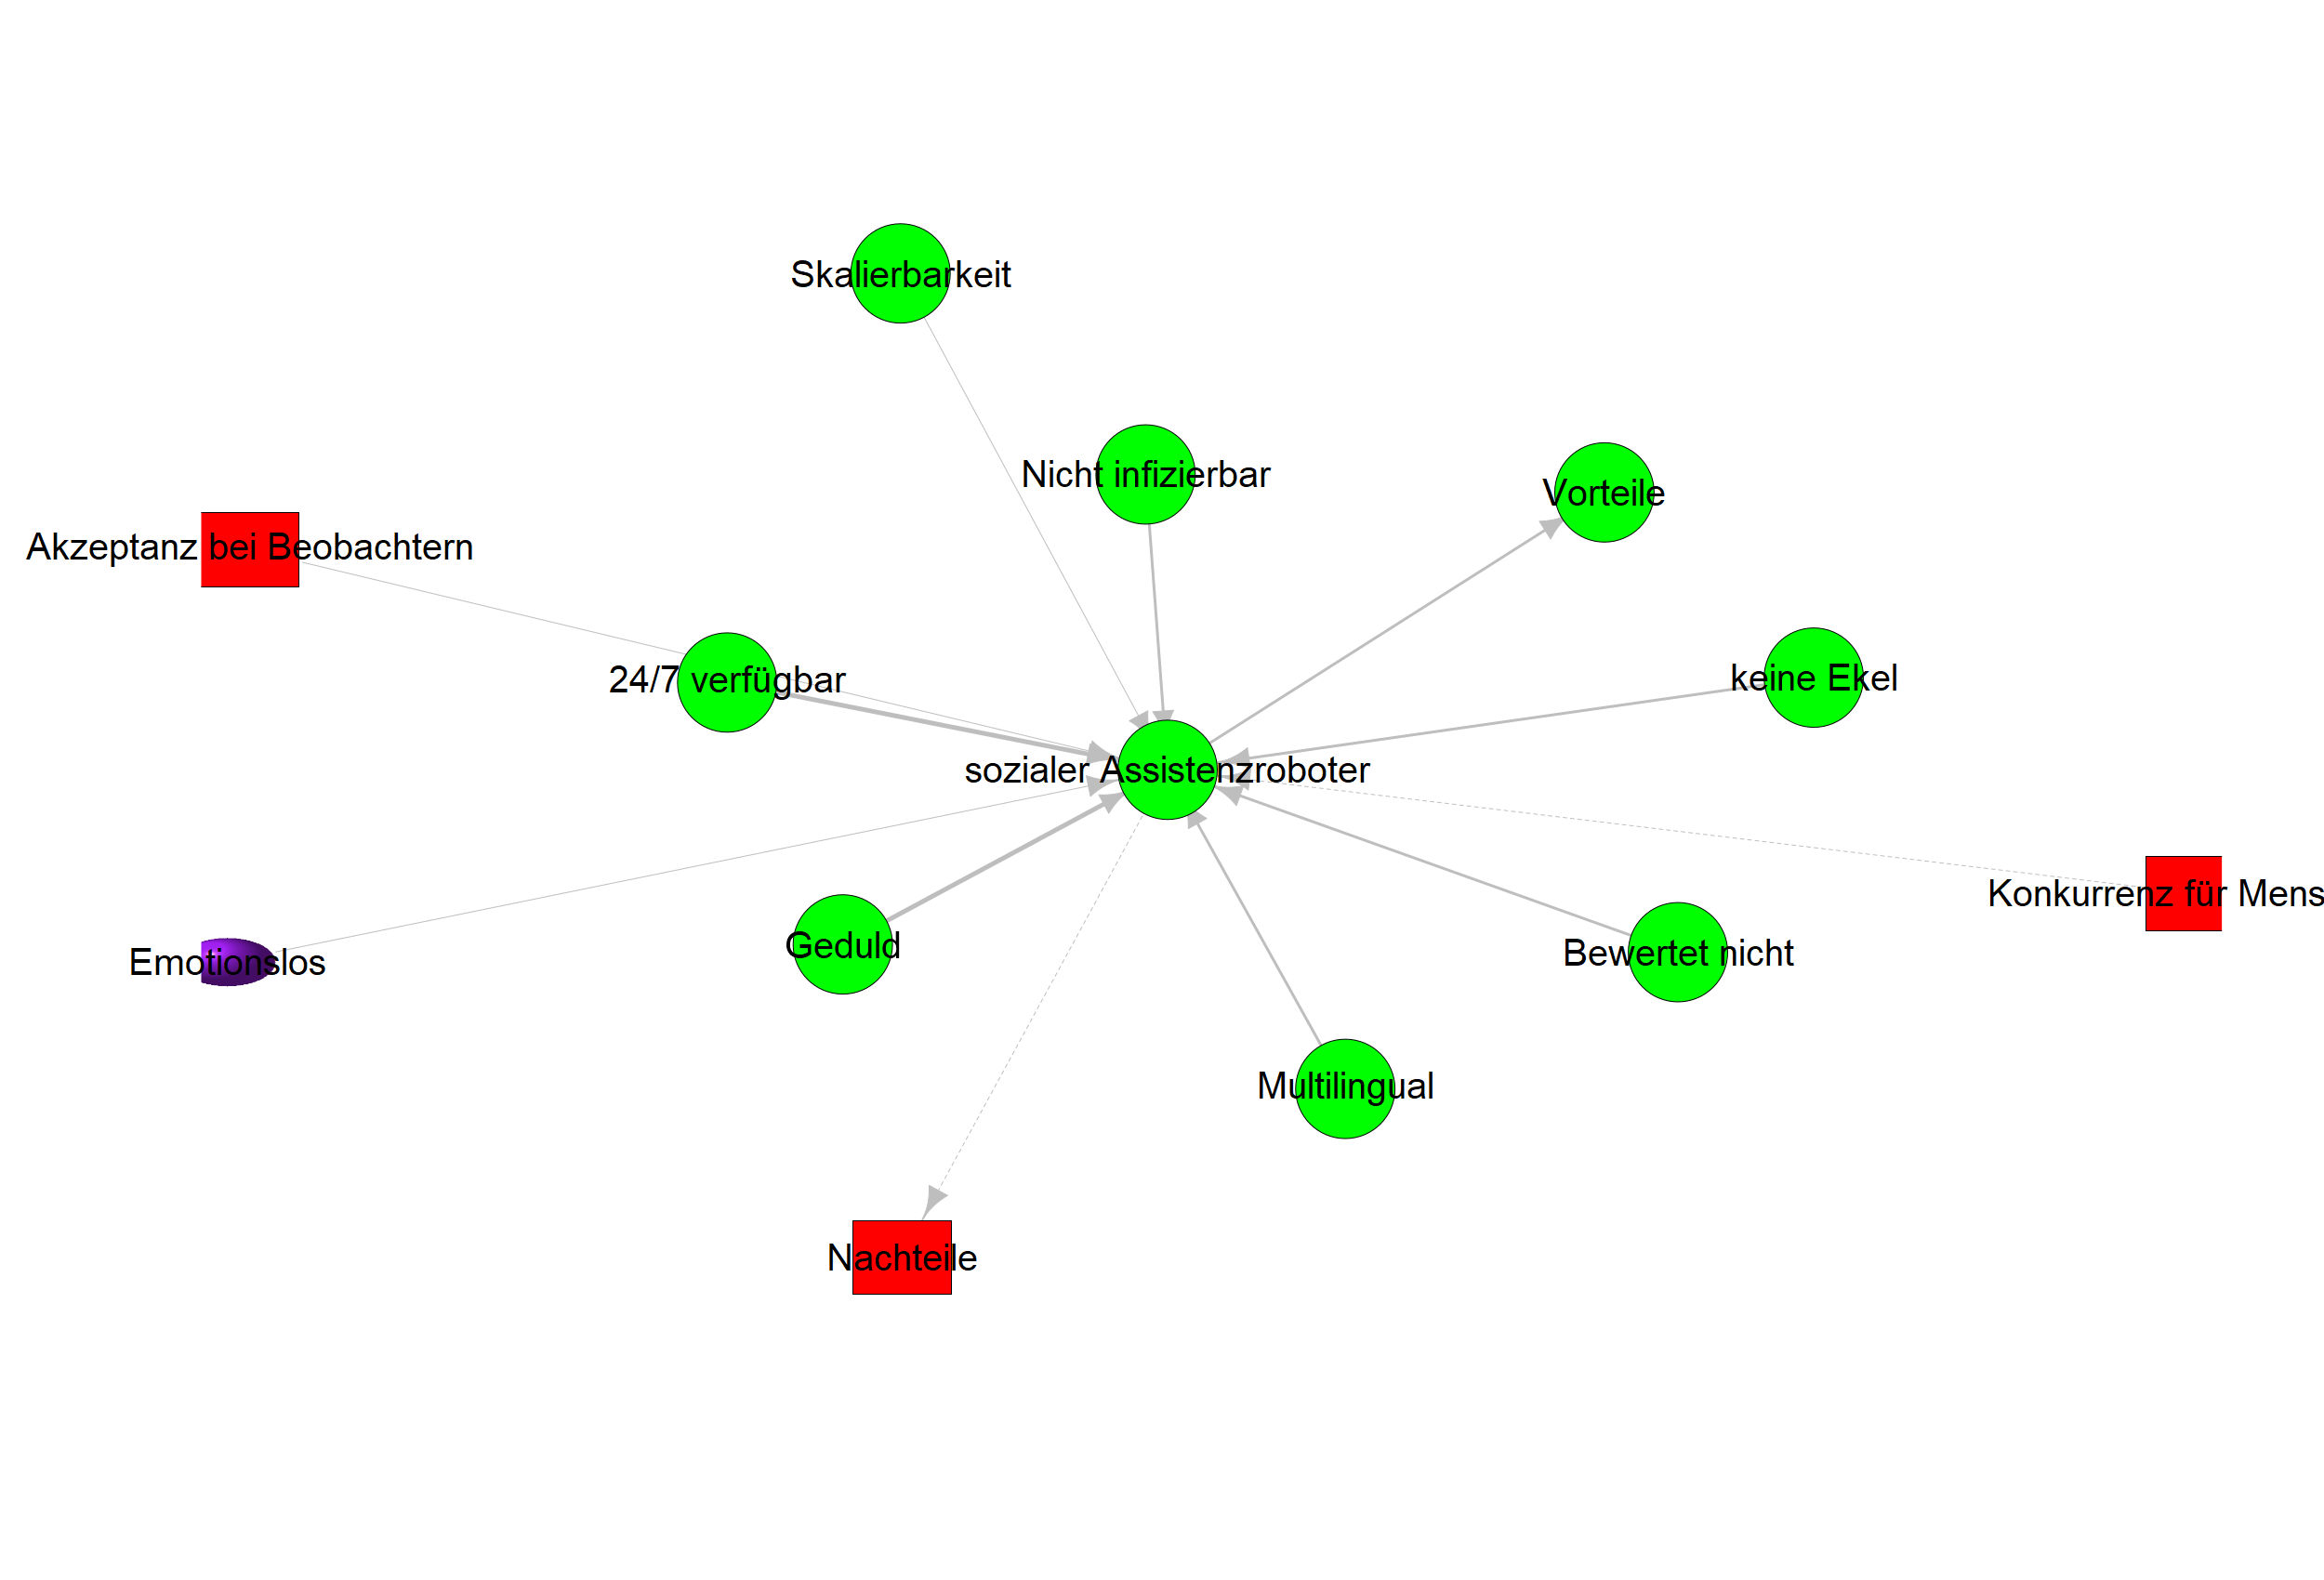 Skalierbarkeit
Nicht infizierbar
Vorteile
Akzeptanz bei Beobachtern
24/7 verfügbar
keine Ekel
sozialer Assistenzroboter
Konkurrenz für Mens
Geduld
Bewertet nicht
Emotionslos
Multilingual
Nachteile